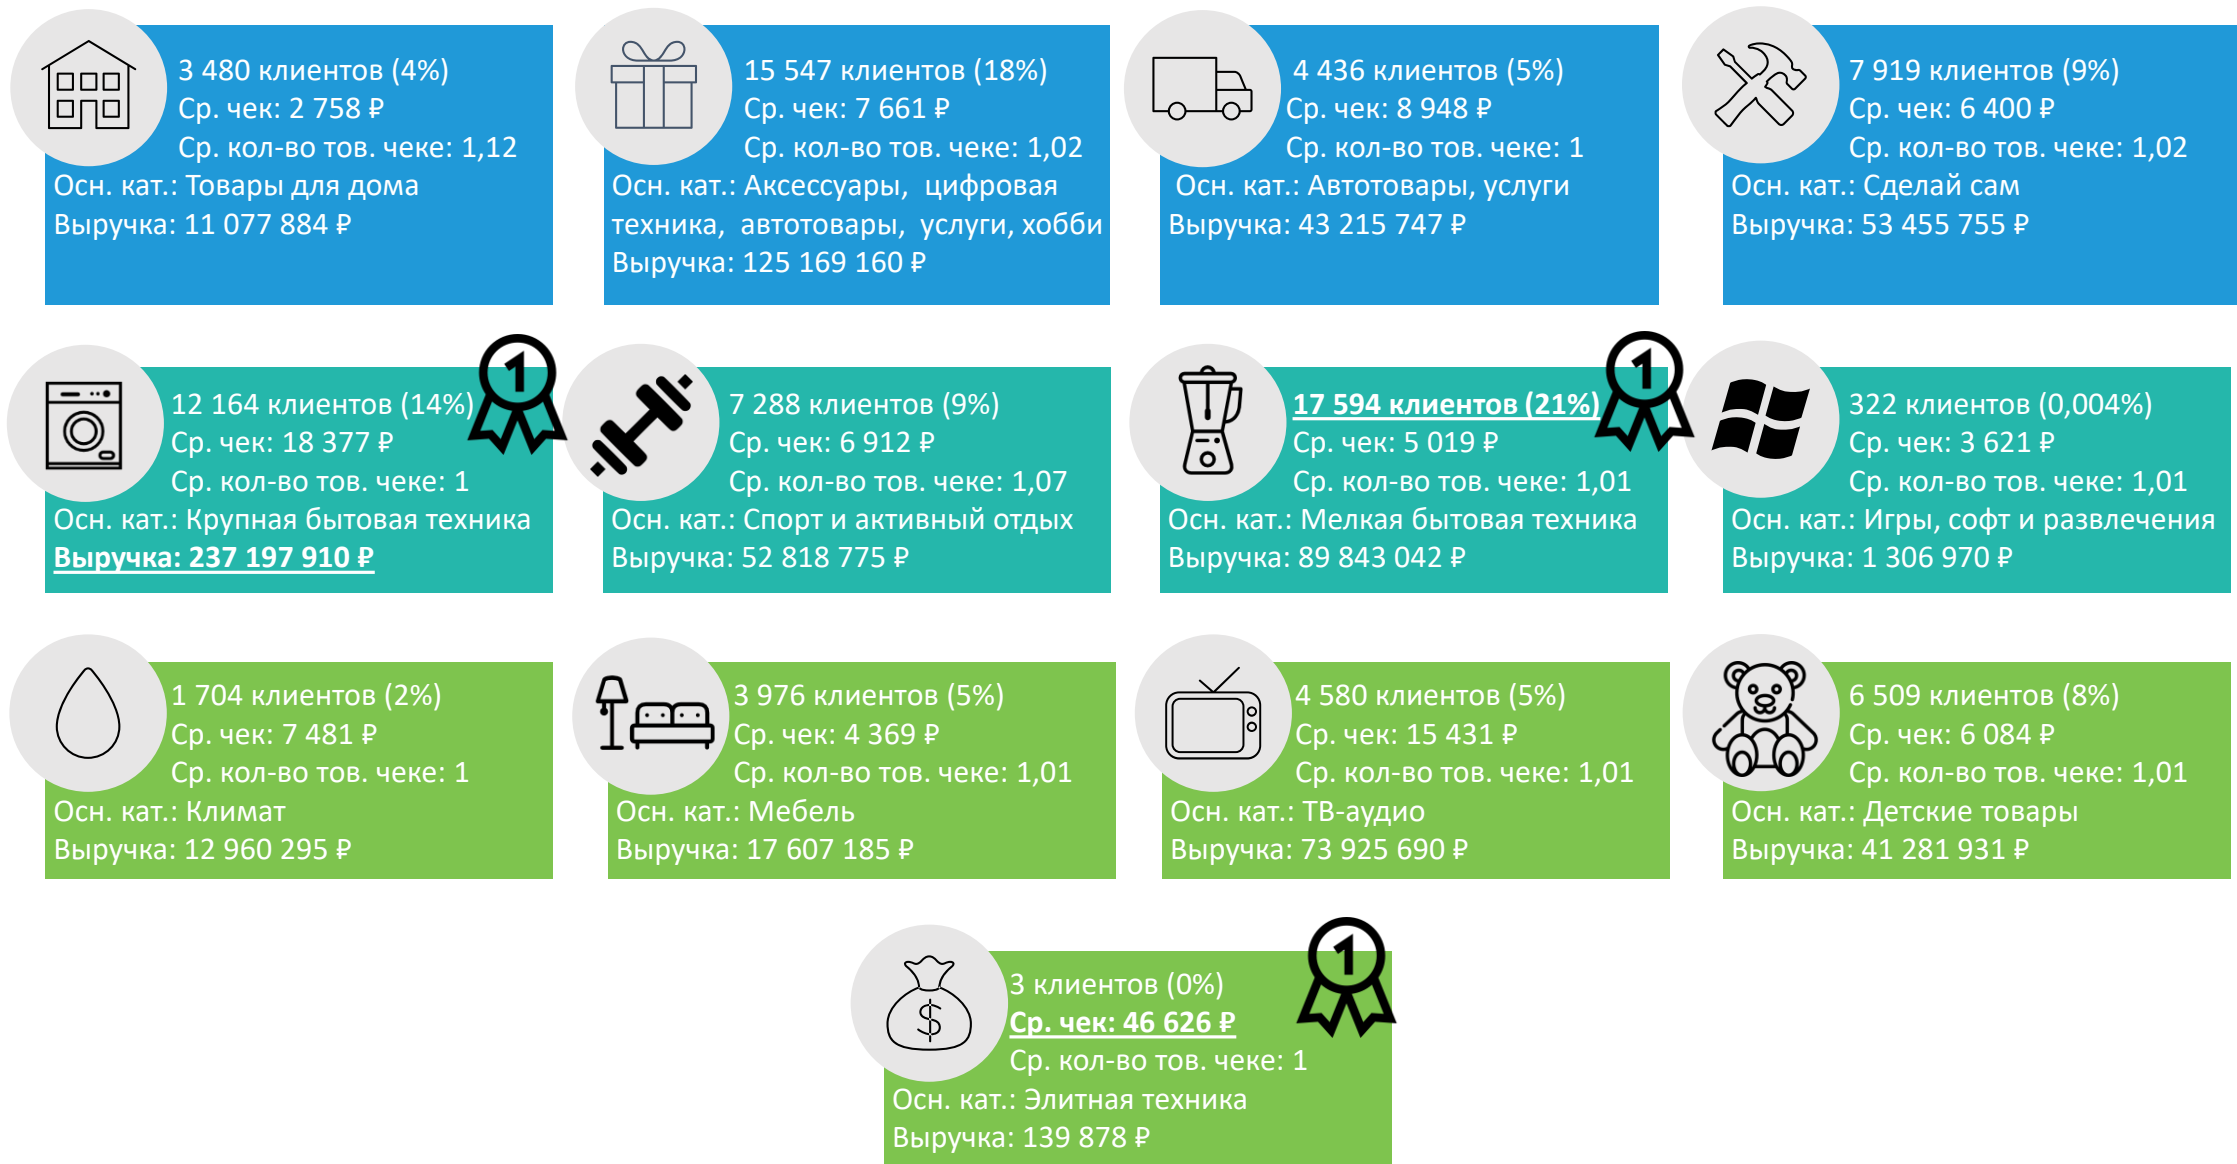 3 480 клиентов (4%)
Ср. чек: 2 758 ₽
Ср. кол-во тов. чеке: 1,12
Осн. кат.: Товары для дома
Выручка: 11 077 884 ₽
15 547 клиентов (18%)
Ср. чек: 7 661 ₽
Ср. кол-во тов. чеке: 1,02
Осн. кат.: Аксессуары, цифровая
техника, автотовары, услуги, хобби
Выручка: 125 169 160 ₽
4 436 клиентов (5%)
Ср. чек: 8 948 ₽
Ср. кол-во тов. чеке: 1
Осн. кат.: Автотовары, услуги
Выручка: 43 215 747 ₽
7 919 клиентов (9%)
Ср. чек: 6 400 ₽
Ср. кол-во тов. чеке: 1,02
Осн. кат.: Сделай сам
Выручка: 53 455 755 ₽
1
12 164 клиентов (14%)
Ср. чек: 18 377 ₽
Ср. кол-во тов. чеке: 1
Осн. кат.: Крупная бытовая техника
Выручка: 237 197 910 ₽
7 288 клиентов (9%)
Ср. чек: 6 912 ₽
Ср. кол-во тов. чеке: 1,07
Осн. кат.: Спорт и активный отдых
Выручка: 52 818 775 ₽
1
17 594 клиентов (21%)
Ср. чек: 5 019 ₽
Ср. кол-во тов. чеке: 1,01
Осн. кат.: Мелкая бытовая техника
Выручка: 89 843 042 ₽
322 клиентов (0,004%)
Ср. чек: 3 621 ₽
Ср. кол-во тов. чеке: 1,01
Осн. кат.: Игры, софт и развлечения
Выручка: 1 306 970 ₽
1 704 клиентов (2%)
Ср. чек: 7 481 ₽
Ср. кол-во тов. чеке: 1
Осн. кат.: Климат
Выручка: 12 960 295 ₽
3 976 клиентов (5%)
Ср. чек: 4 369 ₽
Ср. кол-во тов. чеке: 1,01
Осн. кат.: Мебель
Выручка: 17 607 185 ₽
4 580 клиентов (5%)
Ср. чек: 15 431 ₽
Ср. кол-во тов. чеке: 1,01
Осн. кат.: ТВ-аудио
Выручка: 73 925 690 ₽
6 509 клиентов (8%)
Ср. чек: 6 084 ₽
Ср. кол-во тов. чеке: 1,01
Осн. кат.: Детские товары
Выручка: 41 281 931 ₽
1
$
3 клиентов (0%)
Ср. чек: 46 626 ₽
Ср. кол-во тов. чеке: 1
Осн. кат.: Элитная техника
Выручка: 139 878 ₽